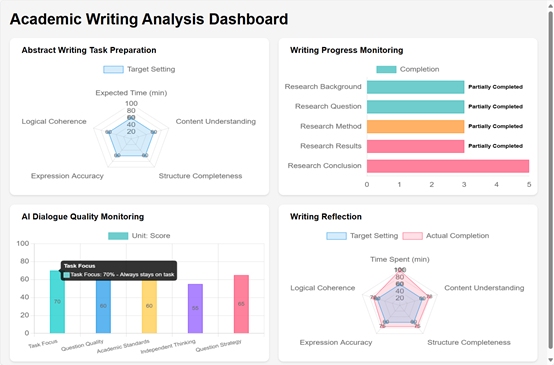 Academic Writing Analysis Dashboard
Abstract Writing Task Preparation
Target Setting
Expected Time (min)
100
80
60
40
20
Logical Coherence
Content Understanding
Expression Accuracy
Structure Completeness
Writing Progress Monitoring
Completion
Research Background
Partially Completed
Research Question
Partially Completed
Research Method
Partially Completed
Research Results
Partially Completed
Research Conclusion
0 1 2 3 4 5
AI Dialogue Quality Monitoring
Unit: Score
100
80
60
40
20
0
Task Focus
Task Focus: 70% - Always stays on task
70
60
60
55
65
Task Focus
Question Quality
Academic Standards
Independent Thinking
Question Strategy
Writing Reflection
Target Setting Actual Completion
Time Spent (min)
100
80
60
40
20
Logical Coherence
Content Understanding
Expression Accuracy
Structure Completeness